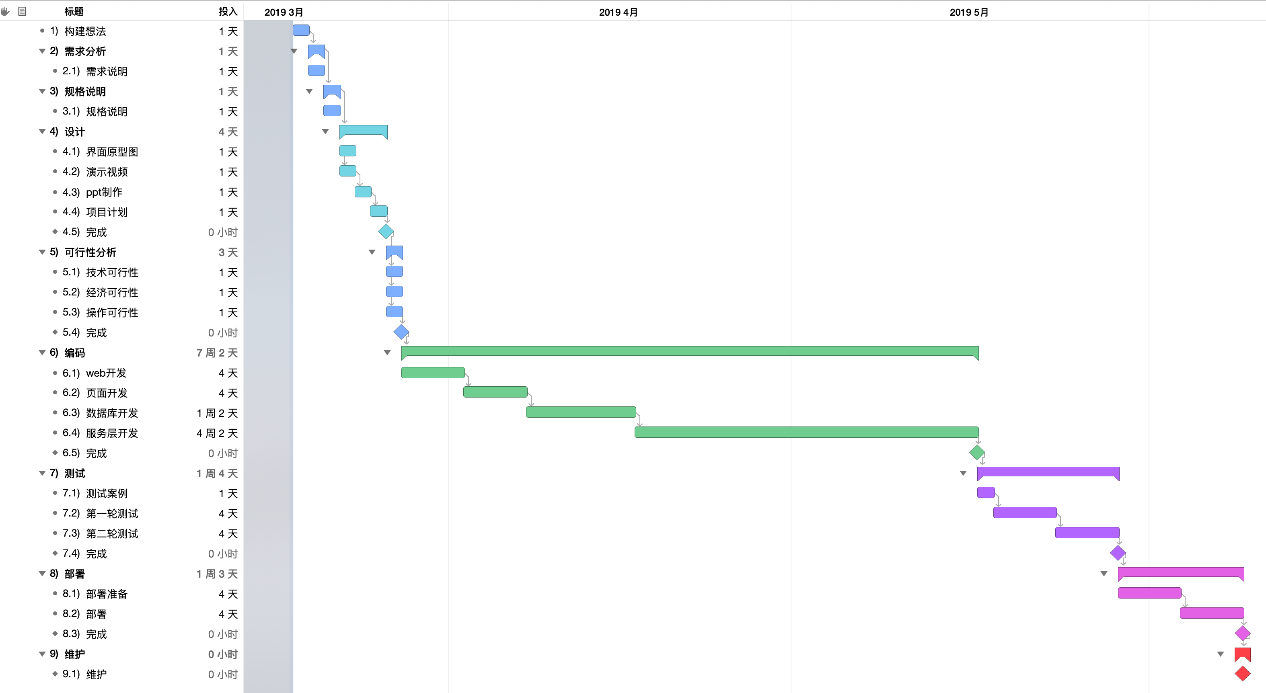 标题 投入 2019 3月 2019 4月 2019 5月
1) 构建想法 1 天
2) 需求分析 1 天
2.1) 需求说明 1 天
3) 规格说明 1 天
3.1) 规格说明 1 天
4) 设计 4 天
4.1) 界面原型图 1 天
4.2) 演示视频 1 天
4.3) ppt制作 1 天
4.4) 项目计划 1 天
4.5) 完成 0 小时
5) 可行性分析 3 天
5.1) 技术可行性 1 天
5.2) 经济可行性 1 天
5.3) 操作可行性 1 天
5.4) 完成 0 小时
6) 编码 7 周 2 天
6.1) web开发 4 天
6.2) 页面开发 4 天
6.3) 数据库开发 1 周 2 天
6.4) 服务层开发 4 周 2 天
6.5) 完成 0 小时
7) 测试 1 周 4 天
7.1) 测试案例 1 天
7.2) 第一轮测试 4 天
7.3) 第二轮测试 4 天
7.4) 完成 0 小时
8) 部署 1 周 3 天
8.1) 部署准备 4 天
8.2) 部署 4 天
8.3) 完成 0 小时
9) 维护 0 小时
9.1) 维护 0 小时